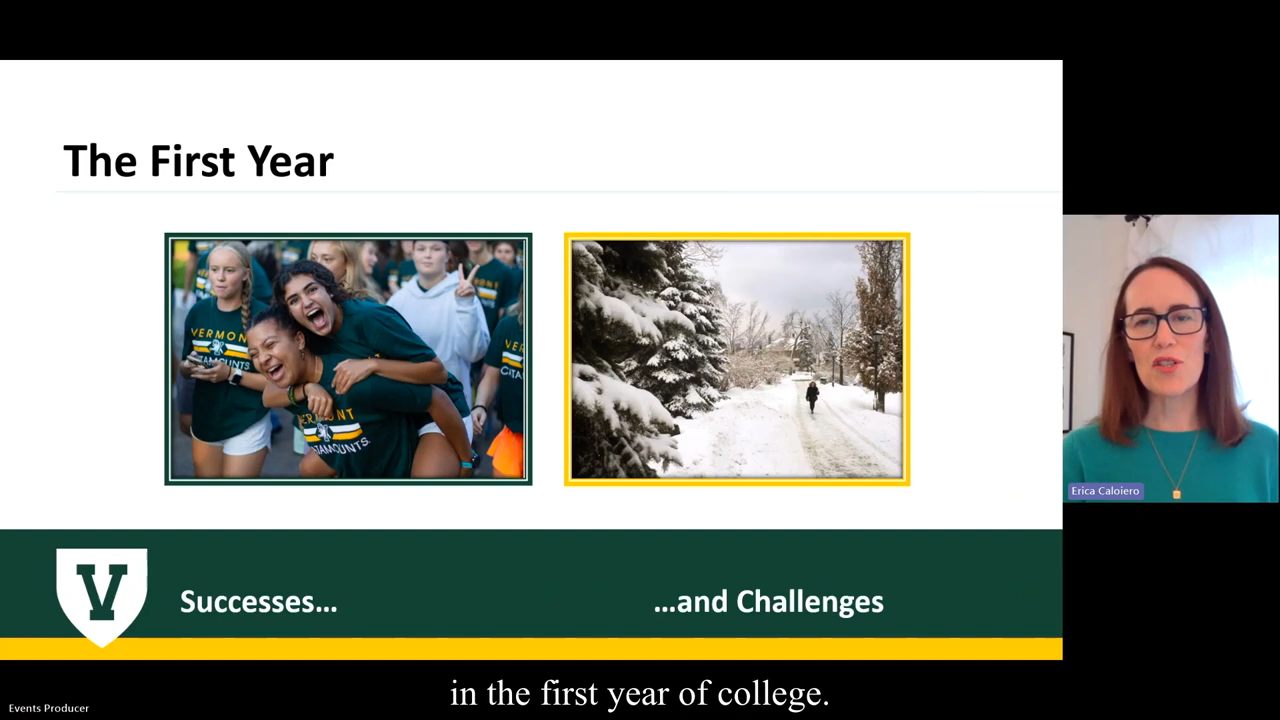 The First Year
VERMONT
CATAMOUNTS
VERMONT
CATAMOUNTS
V
Successes...
...and Challenges
Erica Caloiero
in the first year of college.
Events Producer